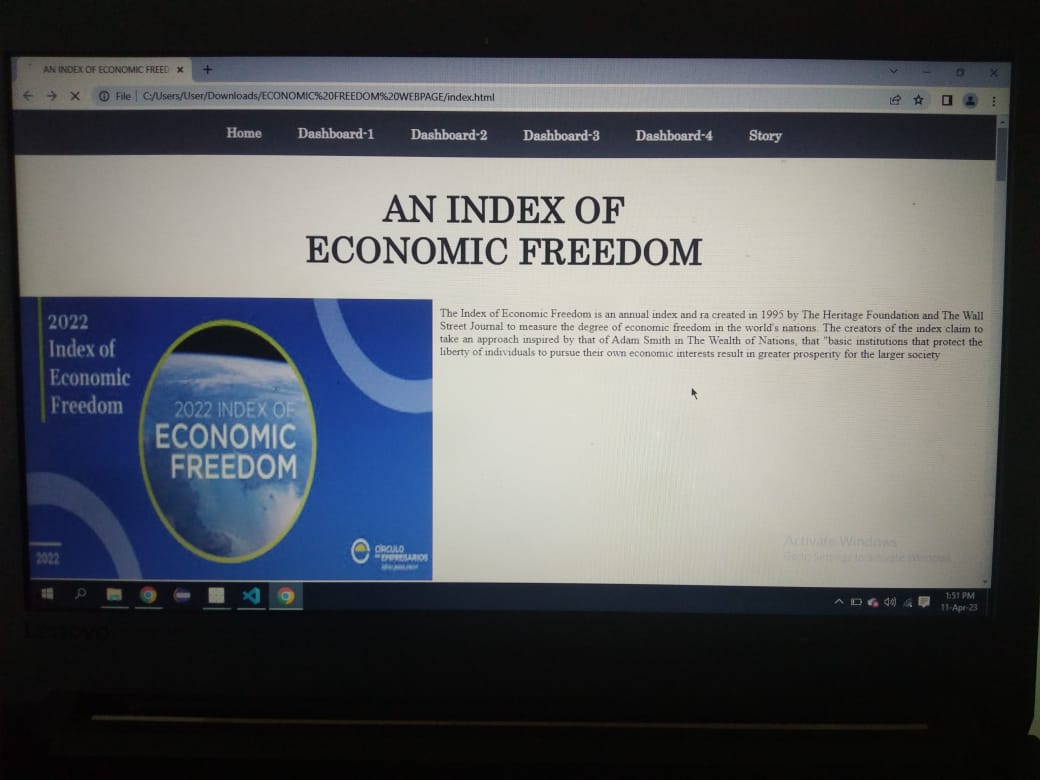 AN INDEX OF ECONOMIC FREED
File | C:/Users/User/Downloads/ECONOMIC%20FREEDOM%20WEBPAGE/index.html
Home Dashboard-1 Dashboard-2 Dashboard-3 Dashboard-4 Story
AN INDEX OF
ECONOMIC FREEDOM
2022
Index of
Economic
Freedom
2022 INDEX OF
ECONOMIC
FREEDOM
2022
CÍRCULO
DE EMPRESARIOS
The Index of Economic Freedom is an annual index and ra created in 1995 by The Heritage Foundation and The Wall
Street Journal to measure the degree of economic freedom in the world's nations. The creators of the index claim to
take an approach inspired by that of Adam Smith in The Wealth of Nations, that "basic institutions that protect the
liberty of individuals to pursue their own economic interests result in greater prosperity for the larger society
Activate Windows
Go to Settings to activate Windows.
1:51 PM
11-Apr-23
Lenovo